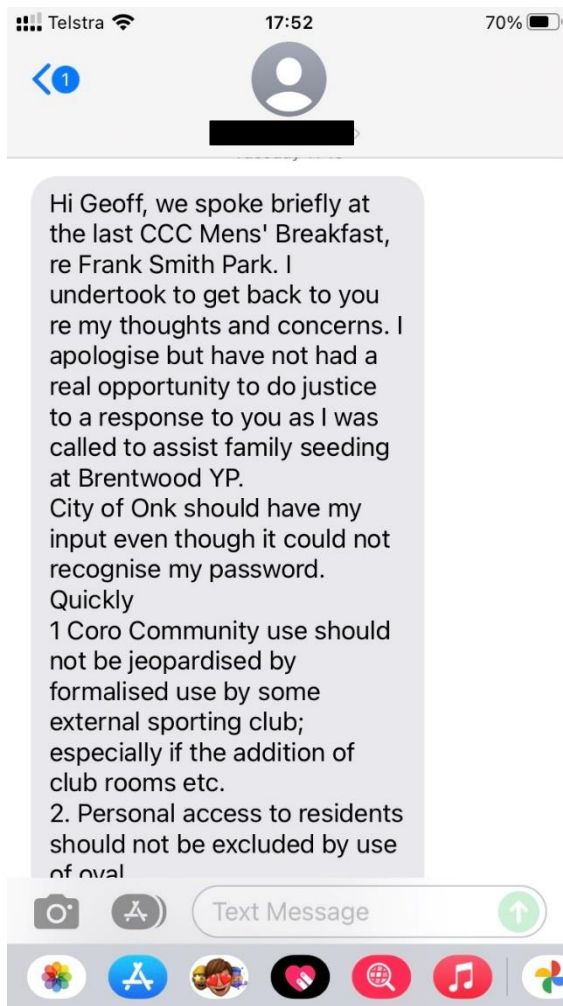 Telstra 17:52 70%
1
Hi Geoff, we spoke briefly at
the last CCC Mens' Breakfast,
re Frank Smith Park. I
undertook to get back to you
re my thoughts and concerns. I
apologise but have not had a
real opportunity to do justice
to a response to you as I was
called to assist family seeding
at Brentwood YP.
City of Onk should have my
input even though it could not
recognise my password.
Quickly
1 Coro Community use should
not be jeopardised by
formalised use by some
external sporting club;
especially if the addition of
club rooms etc.
2. Personal access to residents
should not be excluded by use
of oval
Text Message